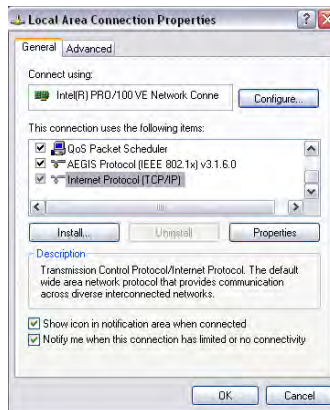 Local Area Connection Properties
General Advanced
Connect using:
Intel(R) PRO/100 VE Network Conne
Configure...
This connection uses the following items:
QoS Packet Scheduler
AEGIS Protocol (IEEE 802.1x) v3.1.6.0
Internet Protocol (TCP/IP)
Install... Uninstall Properties
Description
Transmission Control Protocol/Internet Protocol. The default
wide area network protocol that provides communication
across diverse interconnected networks.
Show icon in notification area when connected
Notify me when this connection has limited or no connectivity
OK Cancel